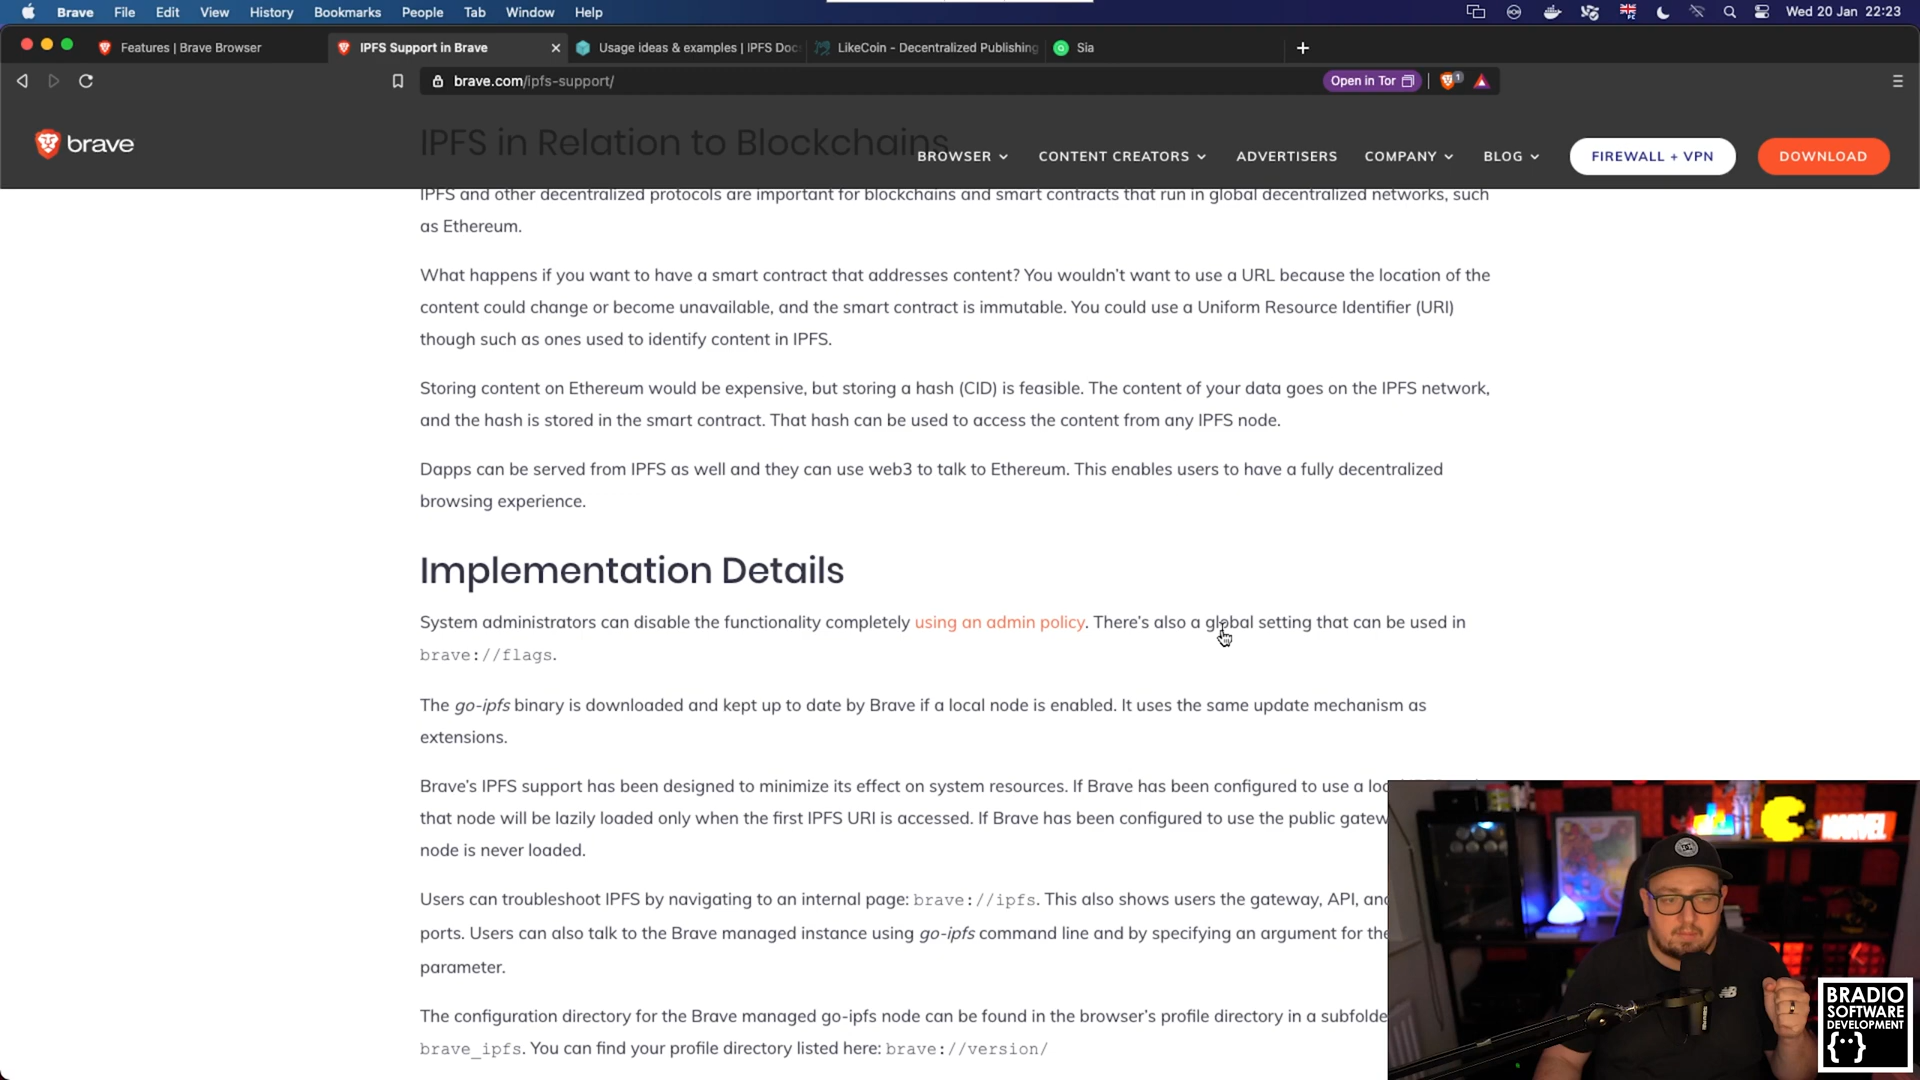 Brave File Edit View History Bookmarks People Tab Window Help Wed 20 Jan 22:23
Features | Brave Browser IPFS Support in Brave Usage ideas & examples | IPFS Doc LikeCoin - Decentralized Publishing Sia
brave.com/ipfs-support/ Open in Tor 1
brave
IPFS in Relation to Blockchains
BROWSER CONTENT CREATORS ADVERTISERS COMPANY BLOG FIREWALL + VPN DOWNLOAD
IPFS and other decentralized protocols are important for blockchains and smart contracts that run in global decentralized networks, such
as Ethereum.
What happens if you want to have a smart contract that addresses content? You wouldn't want to use a URL because the location of the
content could change or become unavailable, and the smart contract is immutable. You could use a Uniform Resource Identifier (URI)
though such as ones used to identify content in IPFS.
Storing content on Ethereum would be expensive, but storing a hash (CID) is feasible. The content of your data goes on the IPFS network,
and the hash is stored in the smart contract. That hash can be used to access the content from any IPFS node.
Dapps can be served from IPFS as well and they can use web3 to talk to Ethereum. This enables users to have a fully decentralized
browsing experience.
Implementation Details
System administrators can disable the functionality completely using an admin policy. There's also a global setting that can be used in
brave://flags.
The go-ipfs binary is downloaded and kept up to date by Brave if a local node is enabled. It uses the same update mechanism as
extensions.
Brave's IPFS support has been designed to minimize its effect on system resources. If Brave has been configured to use a
that node will be lazily loaded only when the first IPFS URI is accessed. If Brave has been configured to use the public
node is never loaded.
Users can troubleshoot IPFS by navigating to an internal page: brave://ipfs. This also shows users the gateway, API,
ports. Users can also talk to the Brave managed instance using go-ipfs command line and by specifying an argument for the
parameter.
The configuration directory for the Brave managed go-ipfs node can be found in the browser's profile directory in a
brave_ipfs. You can find your profile directory listed here: brave://version/
MARVEL
BRADIO
SOFTWARE
DEVELOPMENT